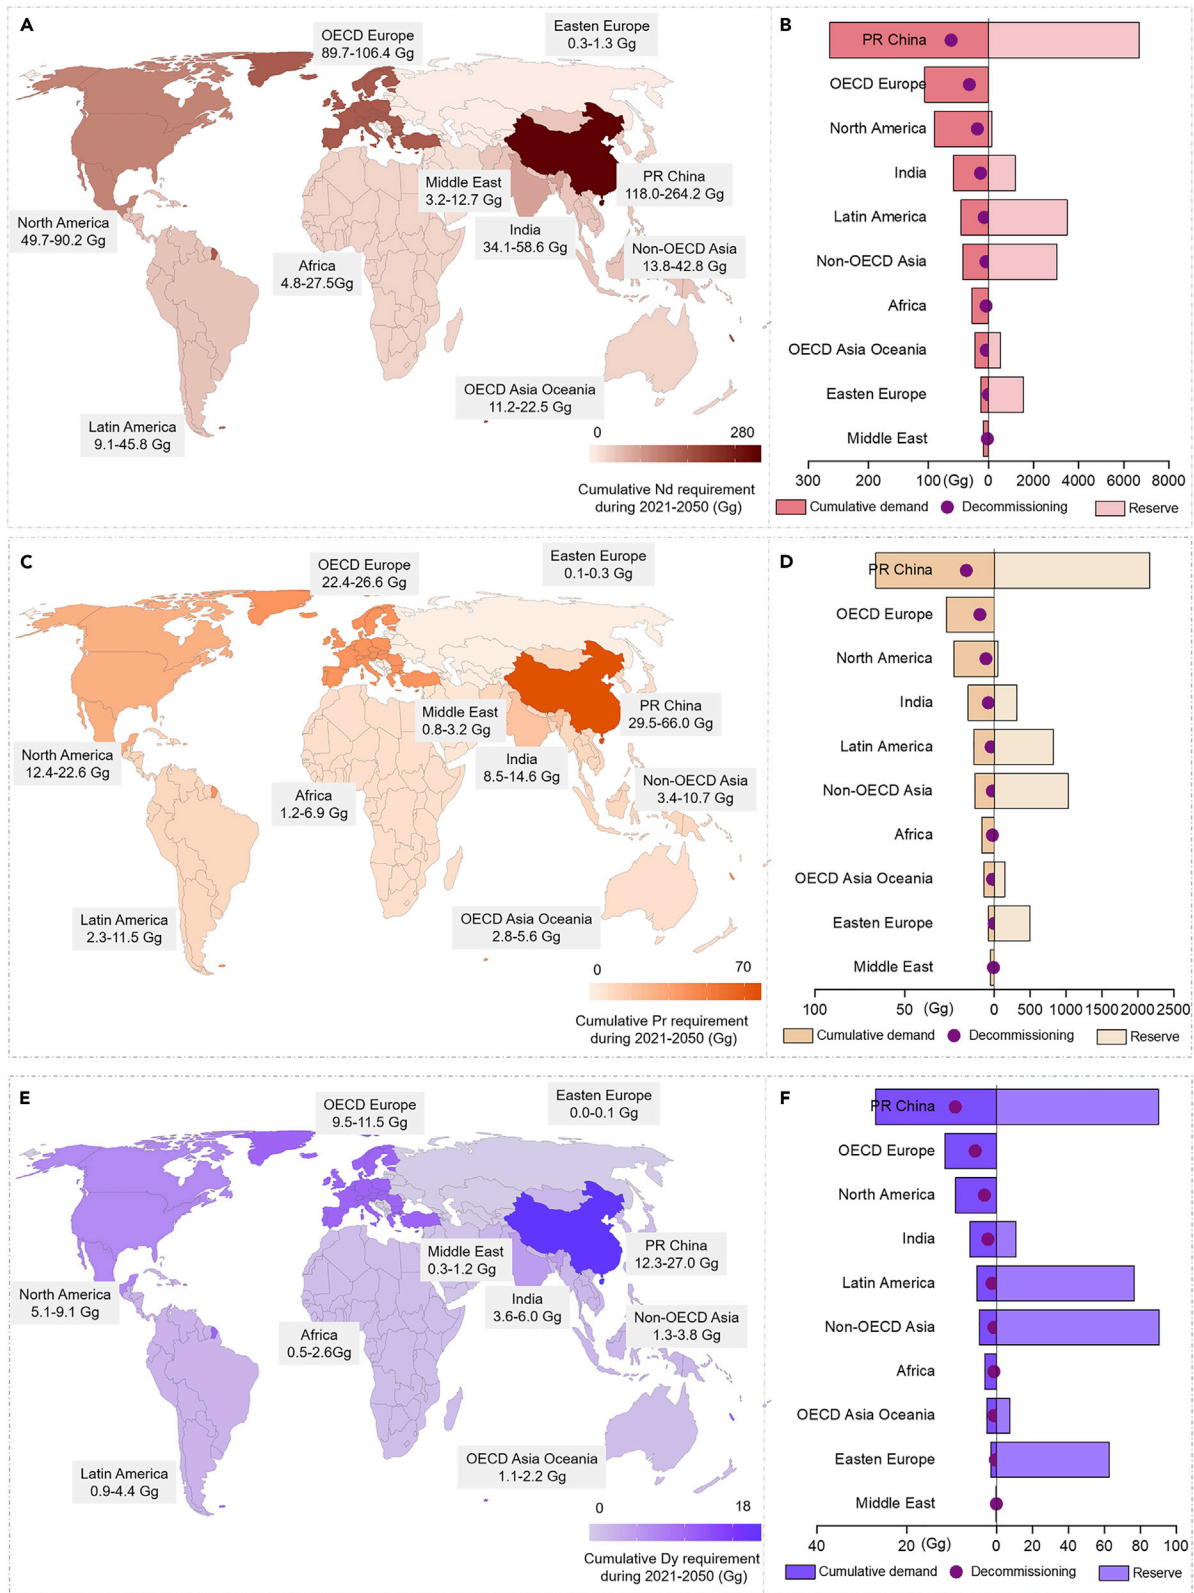 A
OECD Europe
89.7-106.4 Gg
Easten Europe
0.3-1.3 Gg
North America
49.7-90.2 Gg
Middle East
3.2-12.7 Gg
PR China
118.0-264.2 Gg
India
34.1-58.6 Gg
Non-OECD Asia
13.8-42.8 Gg
Africa
4.8-27.5Gg
OECD Asia Oceania
11.2-22.5 Gg
Latin America
9.1-45.8 Gg
0 280
Cumulative Nd requirement
during 2021-2050 (Gg)
B
PR China
OECD Europe
North America
India
Latin America
Non-OECD Asia
Africa
OECD Asia Oceania
Easten Europe
Middle East
300 200 100 (Gg) 0 2000 4000 6000 8000
Cumulative demand Decommissioning Reserve
C
OECD Europe
22.4-26.6 Gg
Easten Europe
0.1-0.3 Gg
North America
12.4-22.6 Gg
Middle East
0.8-3.2 Gg
PR China
29.5-66.0 Gg
India
8.5-14.6 Gg
Non-OECD Asia
3.4-10.7 Gg
Africa
1.2-6.9 Gg
OECD Asia Oceania
2.8-5.6 Gg
Latin America
2.3-11.5 Gg
0 70
Cumulative Pr requirement
during 2021-2050 (Gg)
D
PR China
OECD Europe
North America
India
Latin America
Non-OECD Asia
Africa
OECD Asia Oceania
Easten Europe
Middle East
100 50 (Gg) 0 500 1000 1500 2000 2500
Cumulative demand Decommissioning Reserve
E
OECD Europe
9.5-11.5 Gg
Easten Europe
0.0-0.1 Gg
North America
5.1-9.1 Gg
Middle East
0.3-1.2 Gg
PR China
12.3-27.0 Gg
India
3.6-6.0 Gg
Non-OECD Asia
1.3-3.8 Gg
Africa
0.5-2.6Gg
OECD Asia Oceania
1.1-2.2 Gg
Latin America
0.9-4.4 Gg
0 18
Cumulative Dy requirement
during 2021-2050 (Gg)
F
PR China
OECD Europe
North America
India
Latin America
Non-OECD Asia
Africa
OECD Asia Oceania
Easten Europe
Middle East
40 20 (Gg) 0 20 40 60 80 100
Cumulative demand Decommissioning Reserve